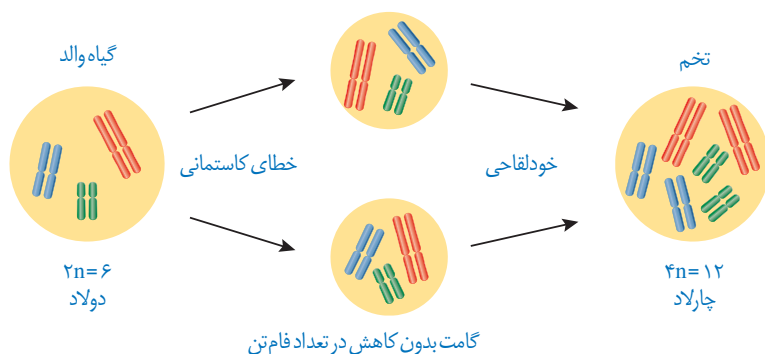 گیاه والد
تخم
خطای کاستمانی
خودلقاحی
۲n= ۶
دولاد
۴n= ۱۲
چارلاد
گامت بدون کاهش در تعداد فام‌تن